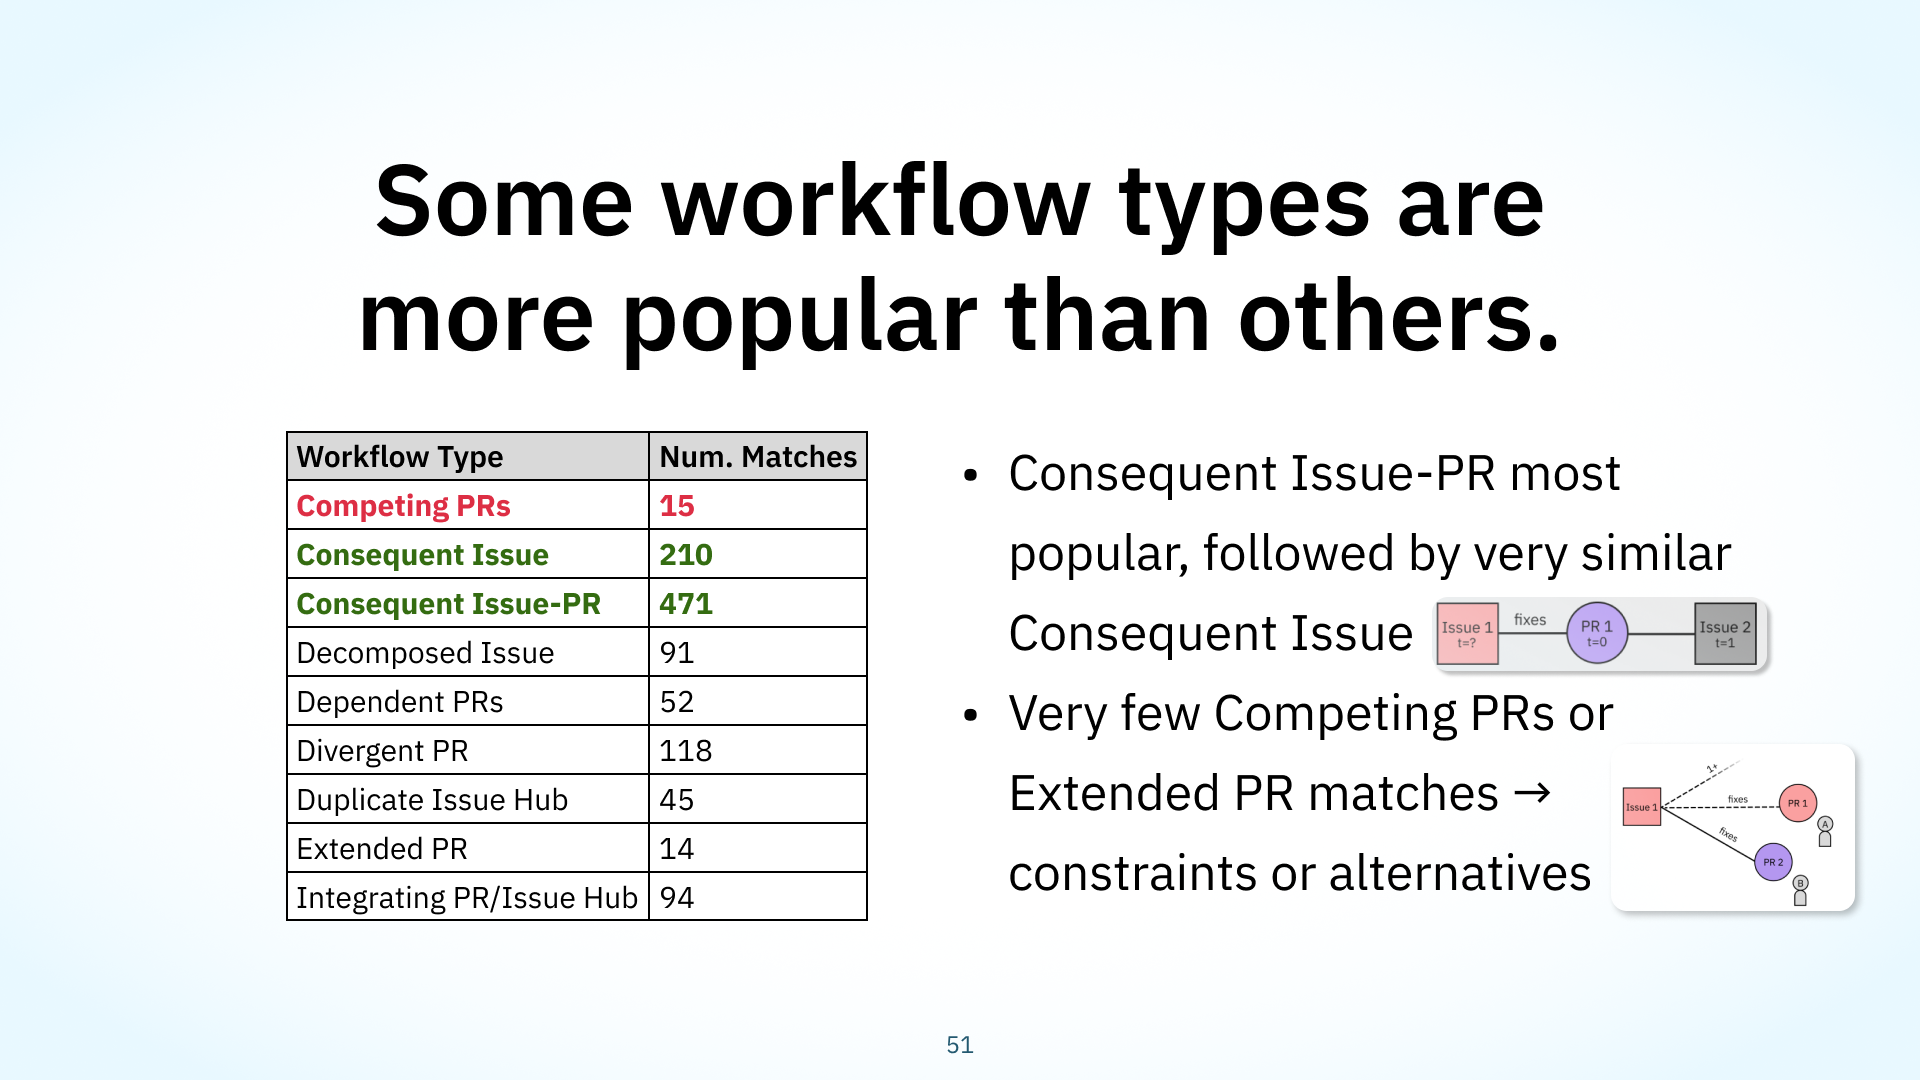 Some workflow types are
more popular than others.
Workflow Type Num. Matches
Competing PRs 15
Consequent Issue 210
Consequent Issue-PR 471
Decomposed Issue 91
Dependent PRs 52
Divergent PR 118
Duplicate Issue Hub 45
Extended PR 14
Integrating PR/Issue Hub 94
• Consequent Issue-PR most
popular, followed by very similar
Consequent Issue
Issue 1
t=?
fixes
PR 1
t=0
Issue 2
t=1
• Very few Competing PRs or
Extended PR matches →
constraints or alternatives
1+
Issue 1
fixes
PR 1
A
fixes
PR 2
B
51